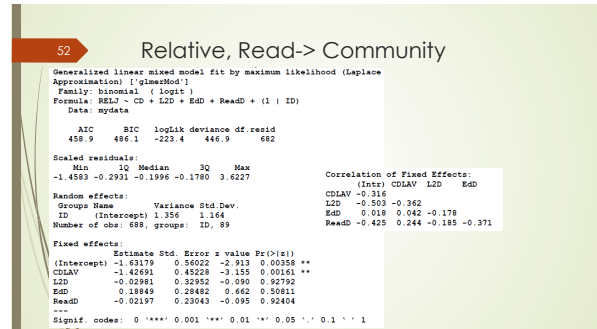 52
Relative, Read-> Community
Generalized linear mixed model fit by maximum likelihood (Laplace
Approximation) ['glmerMod']
Family: binomial ( logit )
Formula: RELJ ~ CD + L2D + EdD + ReadD + (1 | ID)
Data: mydata
AIC BIC logLik deviance df.resid
458.9 486.1 -223.4 446.9 682
Scaled residuals:
Min 1Q Median 3Q Max
-1.4583 -0.2931 -0.1996 -0.1780 3.6227
Random effects:
Groups Name Variance Std.Dev.
ID (Intercept) 1.356 1.164
Number of obs: 688, groups: ID, 89
Fixed effects:
Estimate Std. Error z value Pr(>|z|)
(Intercept) -1.63179 0.56022 -2.913 0.00358 **
CDLAV -1.42691 0.45228 -3.155 0.00161 **
L2D -0.02981 0.32952 -0.090 0.92792
EdD 0.18849 0.28482 0.662 0.50811
ReadD -0.02197 0.23043 -0.095 0.92404
---
Signif. codes: 0 '***' 0.001 '**' 0.01 '*' 0.05 '.' 0.1 ' ' 1
Correlation of Fixed Effects:
(Intr) CDLAV L2D EdD
CDLAV -0.316
L2D -0.503 -0.362
EdD 0.018 0.042 -0.178
ReadD -0.425 0.244 -0.185 -0.371